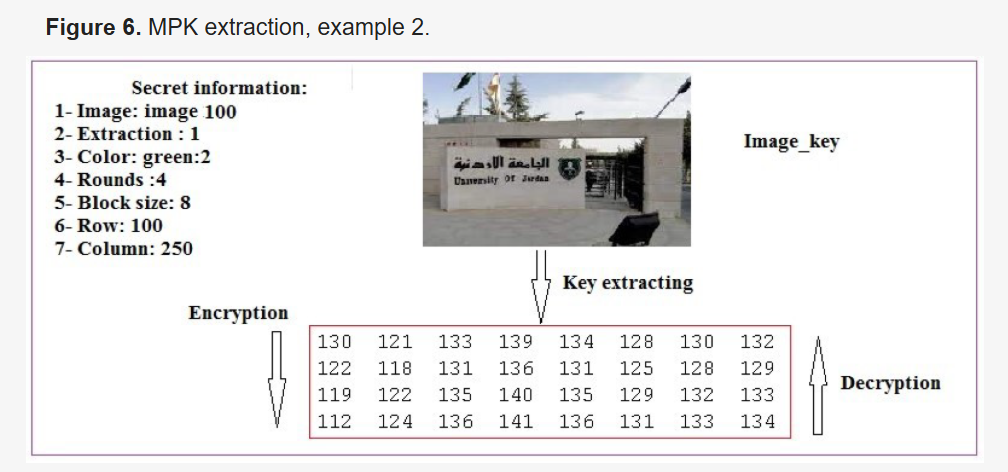 Figure 6. MPK extraction, example 2.
Secret information:
1- Image: image 100
2- Extraction : 1
3- Color: green:2
4- Rounds :4
5- Block size: 8
6- Row: 100
7- Column: 250
الجامعة الاردنية
University Of Jordan
Image_key
Key extracting
Encryption
130 121 133 139 134 128 130 132
122 118 131 136 131 125 128 129
119 122 135 140 135 129 132 133
112 124 136 141 136 131 133 134
Decryption